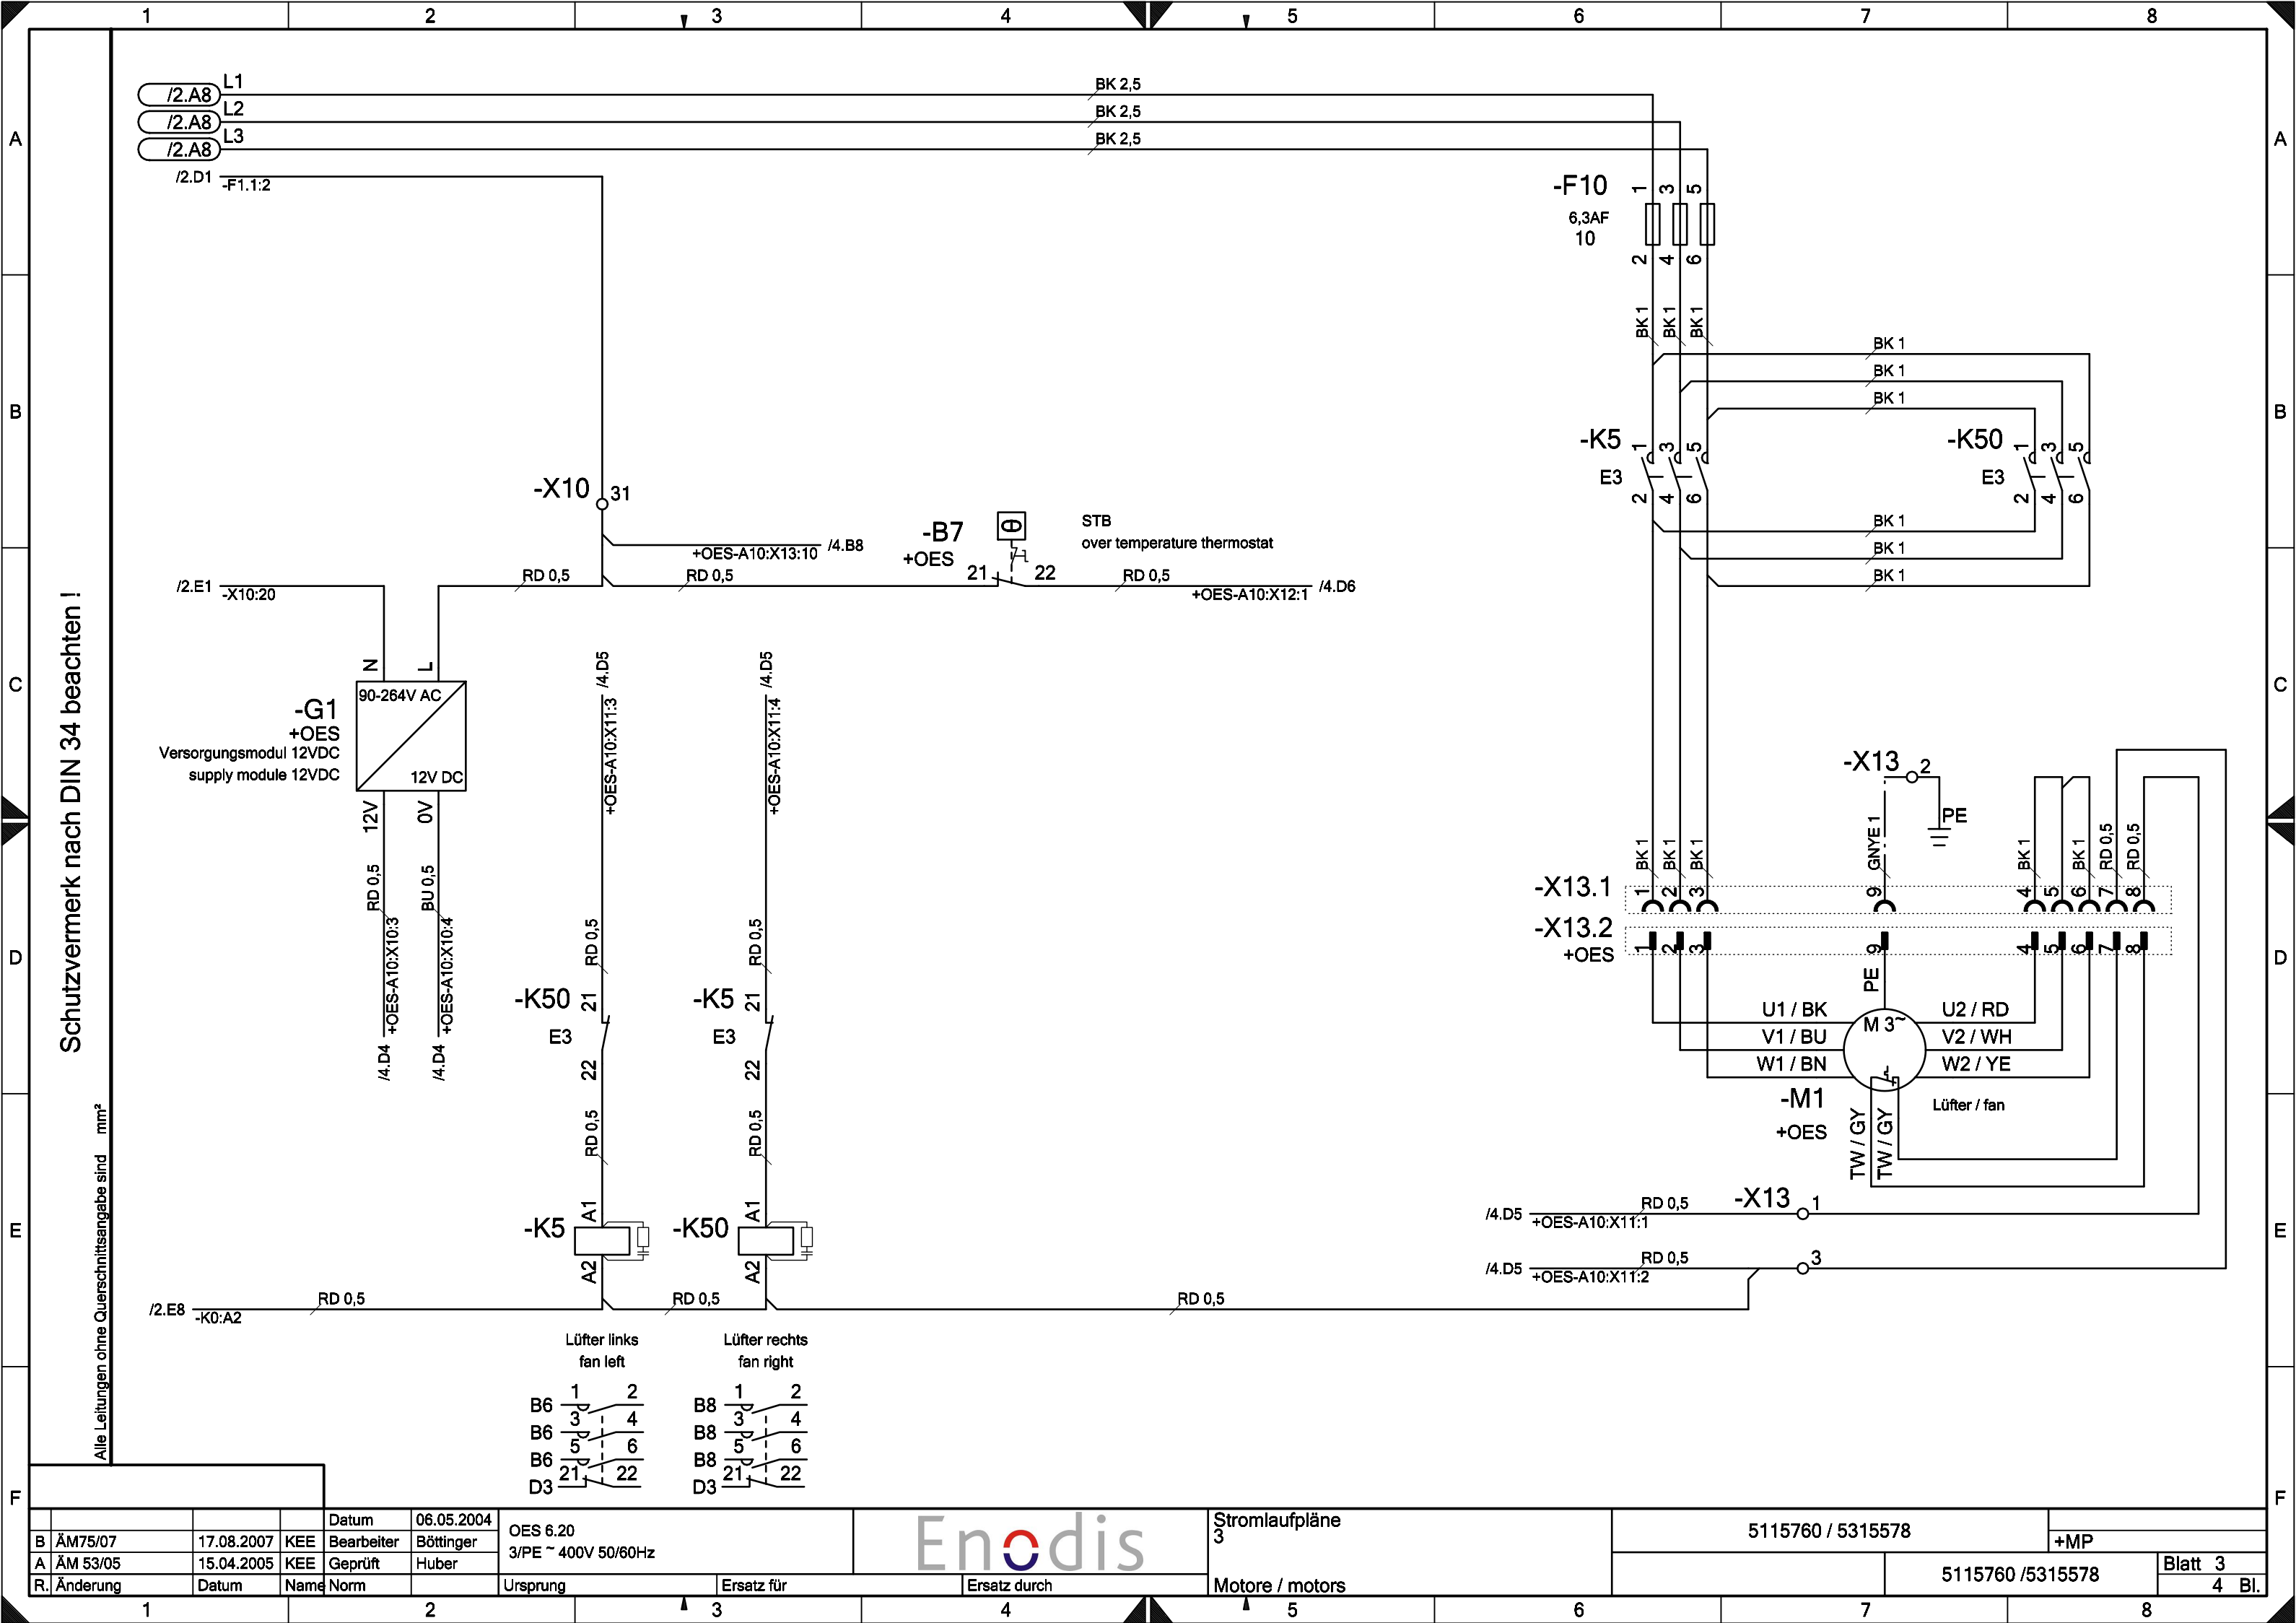 1 2 3 4 5 6 7 8
A A
B B
C C
D D
E E
F F
Schutzvermerk nach DIN 34 beachten !
Alle Leitungen ohne Querschnittsangabe sind mm²
/2.A8 L1 BK 2,5
/2.A8 L2 BK 2,5
/2.A8 L3 BK 2,5
/2.D1 -F1.1:2
-F10 1 3 5
6,3AF
10
2 4 6
BK 1 BK 1 BK 1
BK 1
BK 1
BK 1
-K5 1 3 5
E3
2 4 6
-K50 1 3 5
E3
2 4 6
BK 1
BK 1
BK 1
-X10 31
+OES-A10:X13:10 /4.B8
-B7
+OES
θ
STB
over temperature thermostat
21 22
/2.E1 -X10:20
RD 0,5 RD 0,5 RD 0,5
+OES-A10:X12:1 /4.D6
N L
90-264V AC
-G1
+OES
Versorgungsmodul 12VDC
supply module 12VDC
12V DC
12V 0V
RD 0,5 BU 0,5
+OES-A10:X10:3 +OES-A10:X10:4
/4.D4 /4.D4
/4.D5 /4.D5
+OES-A10:X11:3 +OES-A10:X11:4
RD 0,5 RD 0,5
-K50 21 -K5 21
E3 E3
22 22
RD 0,5 RD 0,5
-K5 A1 -K50 A1
A2 A2
/2.E8 -K0:A2
RD 0,5 RD 0,5 RD 0,5
Lüfter links
fan left
Lüfter rechts
fan right
B6 1 2
B6 3 4
B6 5 6
D3 21 22
B8 1 2
B8 3 4
B8 5 6
D3 21 22
-X13 2
PE
BK 1 BK 1 BK 1 GNYE 1 BK 1 BK 1 RD 0,5 RD 0,5
-X13.1 1 2 3 9 4 5 6 7 8
-X13.2
+OES
1 2 3 9 4 5 6 7 8
PE
U1 / BK U2 / RD
V1 / BU V2 / WH
W1 / BN W2 / YE
M 3~
-M1
+OES
Lüfter / fan
TW / GY TW / GY
/4.D5 +OES-A10:X11:1 RD 0,5 -X13 1
/4.D5 +OES-A10:X11:2 RD 0,5 3
Datum 06.05.2004
B ÄM75/07 17.08.2007 KEE Bearbeiter Böttinger
A ÄM 53/05 15.04.2005 KEE Geprüft Huber
R. Änderung Datum Name Norm
OES 6.20
3/PE ~ 400V 50/60Hz
Ursprung Ersatz für Ersatz durch
Enodis
Stromlaufpläne
3
Motore / motors
5115760 / 5315578
+MP
5115760 /5315578
Blatt 3
4 Bl.
1 2 3 4 5 6 7 8